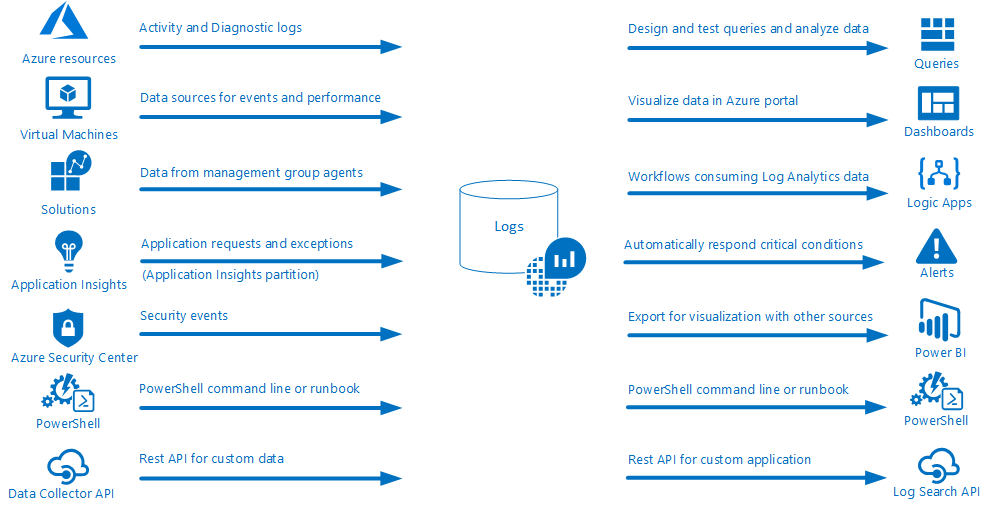 Activity and Diagnostic logs
Azure resources
Data sources for events and performance
Virtual Machines
Data from management group agents
Solutions
Application requests and exceptions
(Application Insights partition)
Application Insights
Security events
Azure Security Center
PowerShell command line or runbook
PowerShell
Rest API for custom data
Data Collector API
Logs
Design and test queries and analyze data
Queries
Visualize data in Azure portal
Dashboards
Workflows consuming Log Analytics data
Logic Apps
Automatically respond critical conditions
Alerts
Export for visualization with other sources
Power BI
PowerShell command line or runbook
PowerShell
Rest API for custom application
Log Search API